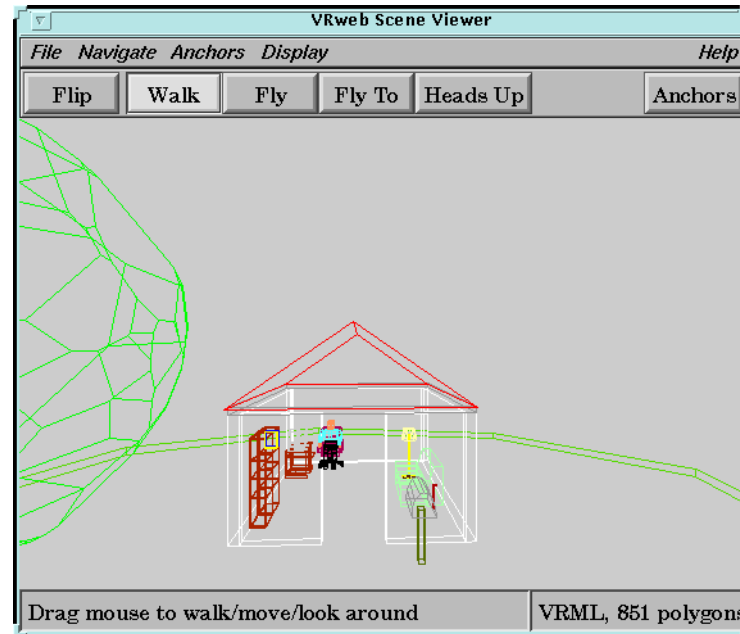 VRweb Scene Viewer
File Navigate Anchors Display Help
Flip Walk Fly Fly To Heads Up Anchors
Drag mouse to walk/move/look around VRML, 851 polygons